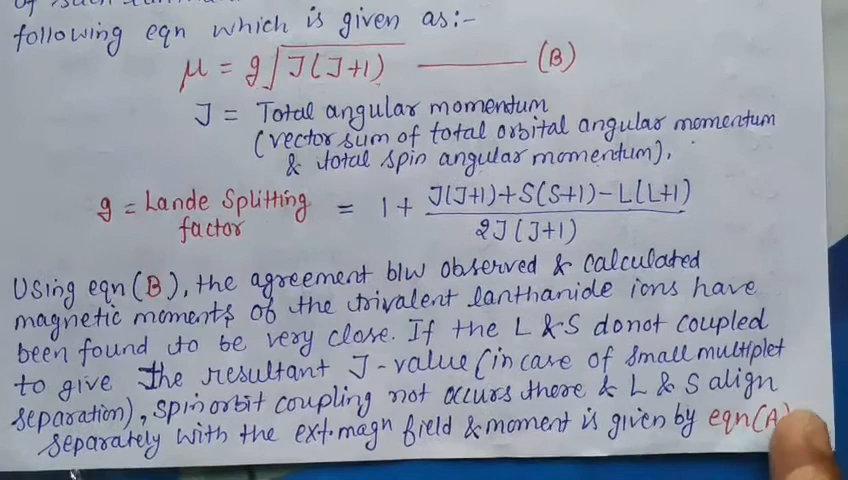 of such
following eqn which is given as:-
μ = g√J(J+1) ——— (B)
J = Total angular momentum
(vector sum of total orbital angular momentum
& total spin angular momentum).
g = Lande Splitting factor = 1 + J(J+1)+S(S+1)-L(L+1) / 2J(J+1)
Using eqn (B), the agreement b/w observed & calculated
magnetic moments of the trivalent lanthanide ions have
been found to be very close. If the L & S donot coupled
to give the resultant J-value (in case of small multiplet
separation), spin orbit coupling not occurs there & L & S align
separately with the ext. magn field & moment is given by eqn(A)